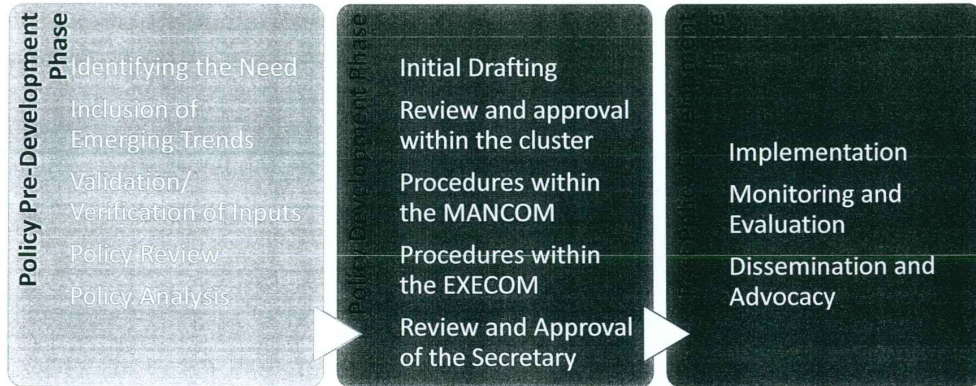 Policy Pre-Development
Phase
Identifying the Need
Inclusion of
Emerging Trends
Validation/
Verification of Inputs
Policy Review
Policy Analysis
Policy Development Phase
Initial Drafting
Review and approval
within the cluster
Procedures within
the MANCOM
Procedures within
the EXECOM
Review and Approval
of the Secretary
Implementation
Monitoring and
Evaluation
Dissemination and
Advocacy